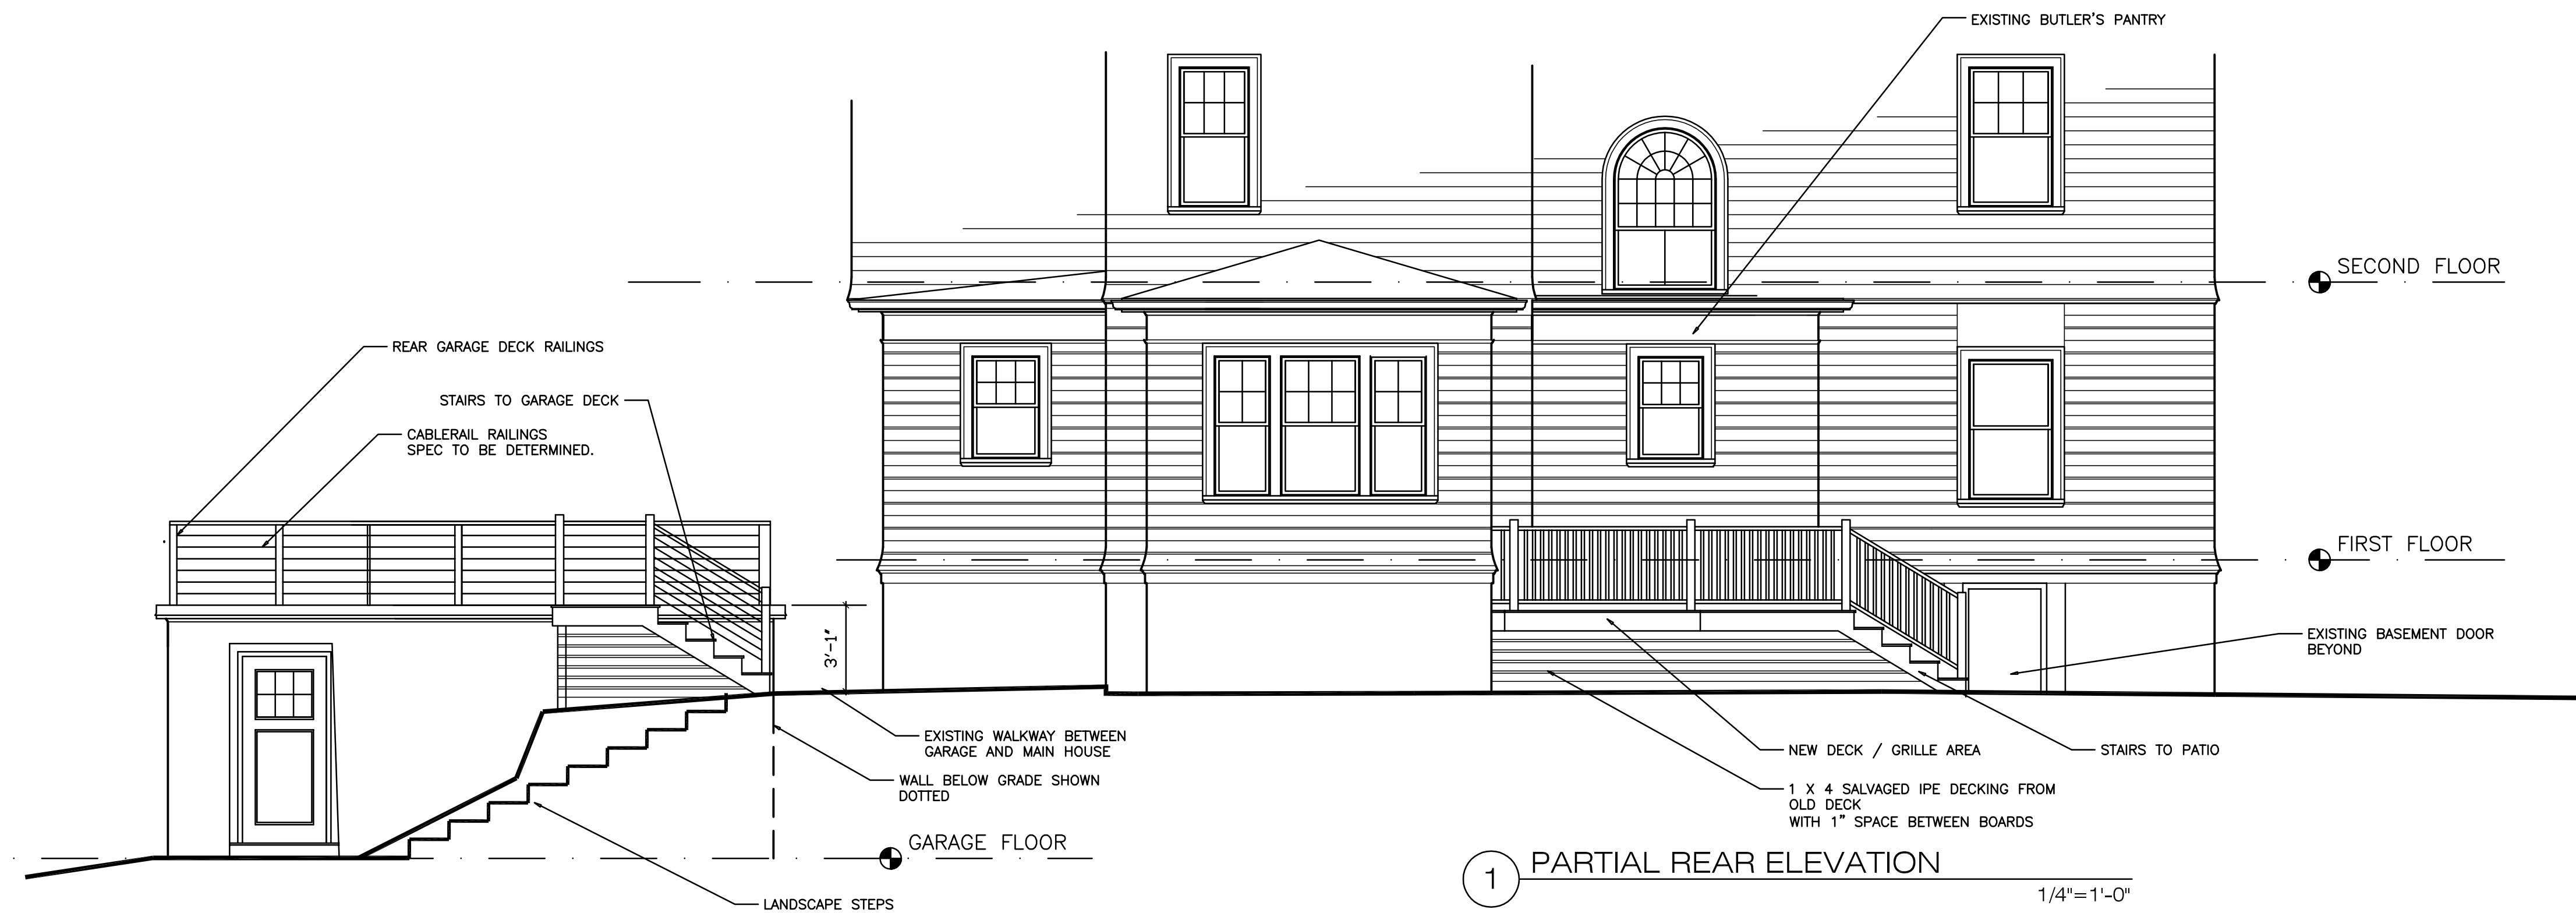 EXISTING BUTLER'S PANTRY
SECOND FLOOR
REAR GARAGE DECK RAILINGS
STAIRS TO GARAGE DECK
CABLERAIL RAILINGS
SPEC TO BE DETERMINED.
FIRST FLOOR
3'-1"
EXISTING BASEMENT DOOR
BEYOND
EXISTING WALKWAY BETWEEN
GARAGE AND MAIN HOUSE
WALL BELOW GRADE SHOWN
DOTTED
NEW DECK / GRILLE AREA
STAIRS TO PATIO
1 X 4 SALVAGED IPE DECKING FROM
OLD DECK
WITH 1" SPACE BETWEEN BOARDS
GARAGE FLOOR
LANDSCAPE STEPS
1 PARTIAL REAR ELEVATION
1/4"=1'-0"